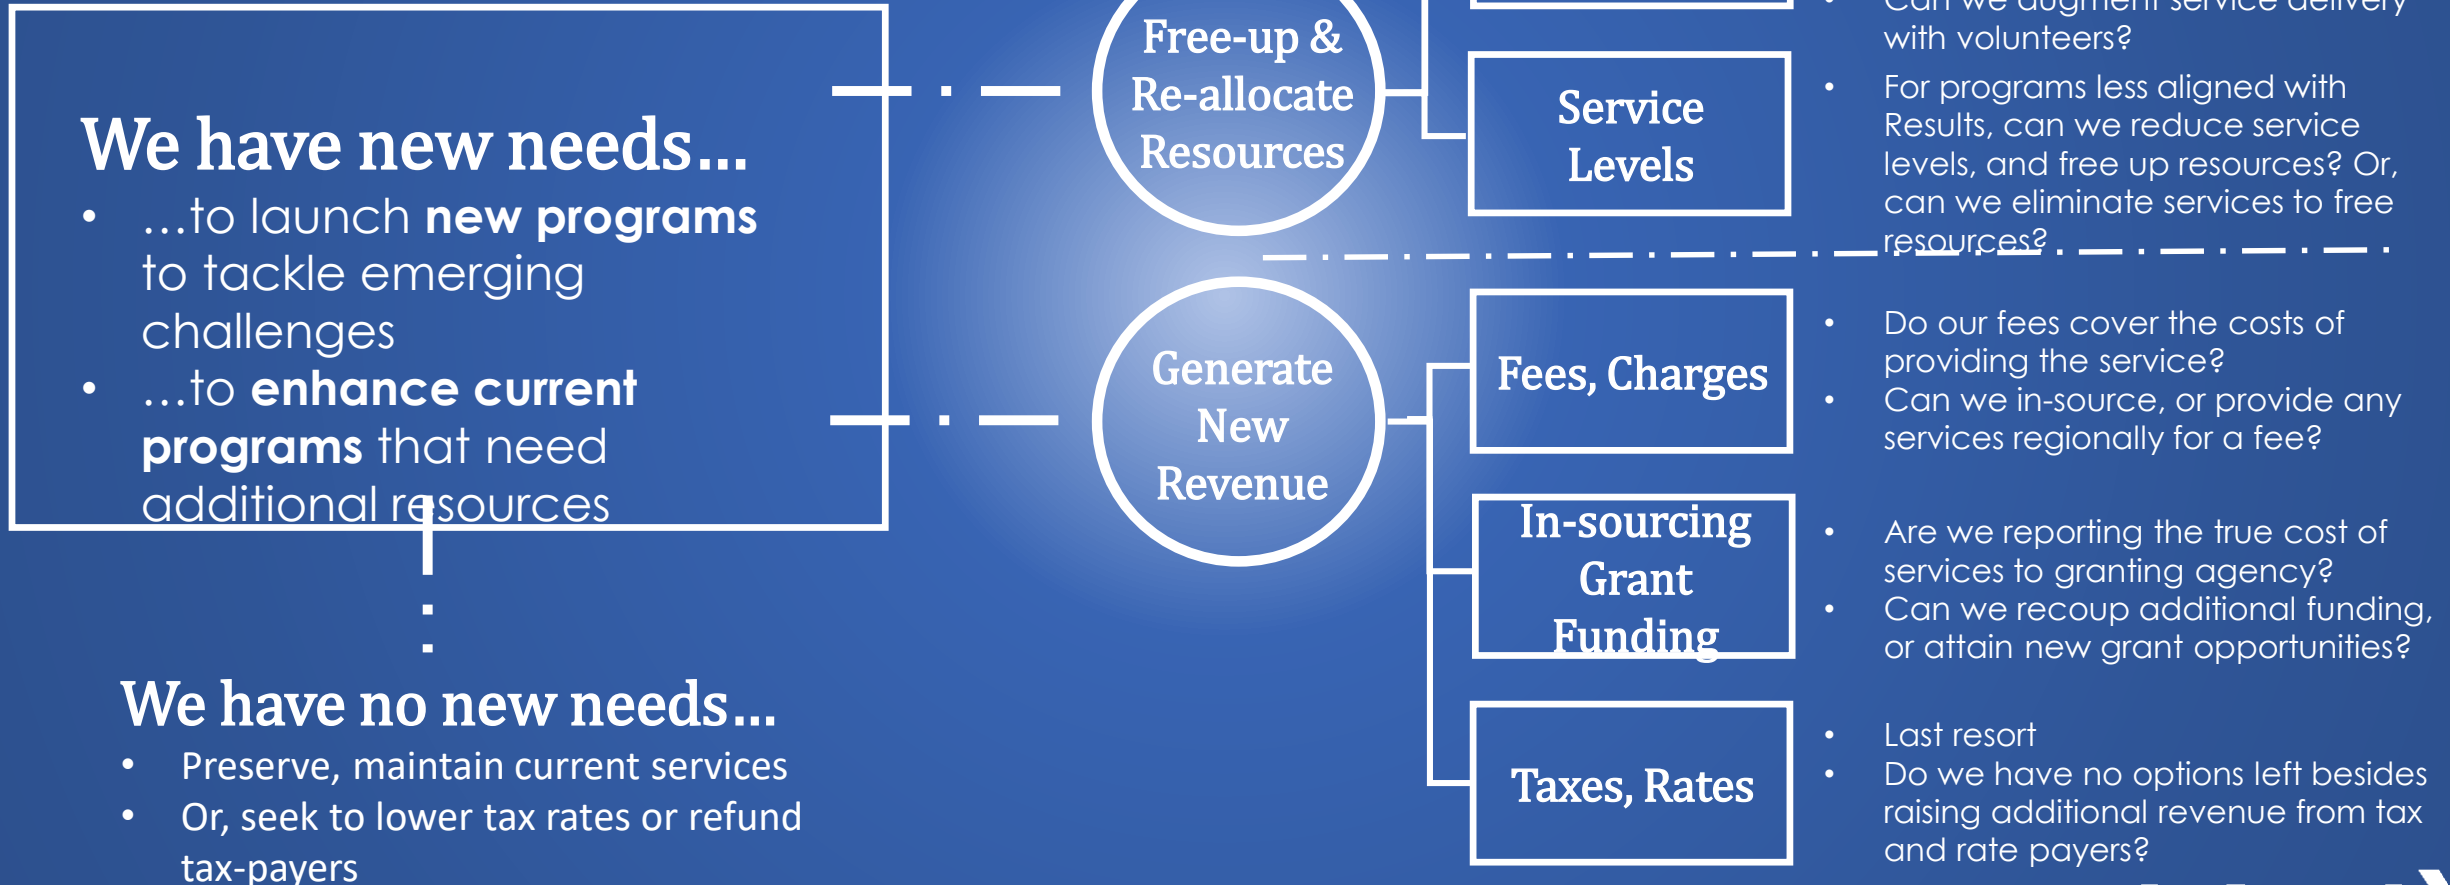 We have new needs...
• ...to launch new programs
to tackle emerging
challenges
• ...to enhance current
programs that need
additional resources
We have no new needs...
• Preserve, maintain current services
• Or, seek to lower tax rates or refund
tax-payers
Free-up &
Re-allocate
Resources
Service
Levels
• Can we augment service delivery
with volunteers?
• For programs less aligned with
Results, can we reduce service
levels, and free up resources? Or,
can we eliminate services to free
resources?
Generate
New
Revenue
Fees, Charges
• Do our fees cover the costs of
providing the service?
• Can we in-source, or provide any
services regionally for a fee?
In-sourcing
Grant
Funding
• Are we reporting the true cost of
services to granting agency?
• Can we recoup additional funding,
or attain new grant opportunities?
Taxes, Rates
• Last resort
• Do we have no options left besides
raising additional revenue from tax
and rate payers?